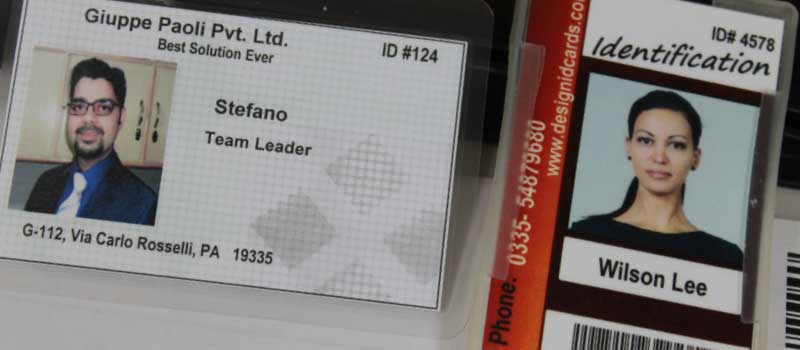 Giuppe Paoli Pvt. Ltd.
Best Solution Ever
ID #124
Stefano
Team Leader
G-112, Via Carlo Rosselli, PA 19335
Phone: 0335- 54879680
www.designidcards.co
ID# 4578
Identification
Wilson Lee